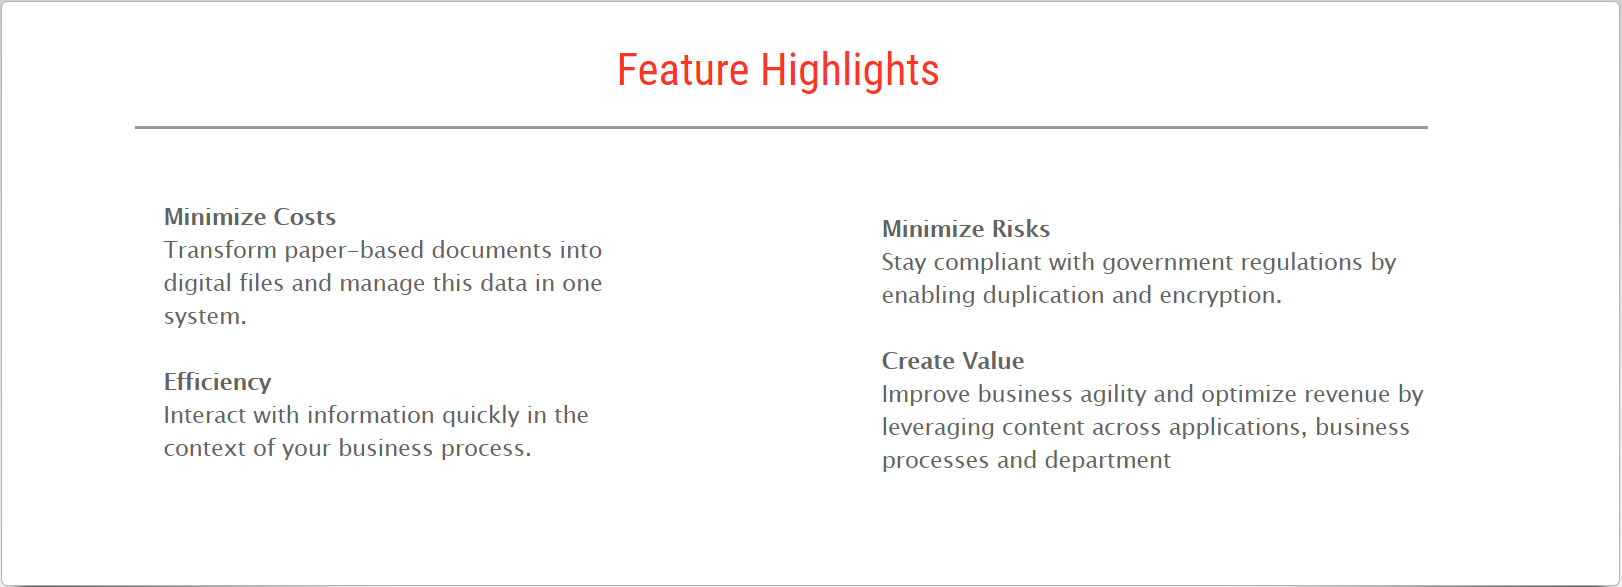 Feature Highlights
Minimize Costs
Transform paper-based documents into
digital files and manage this data in one
system.
Efficiency
Interact with information quickly in the
context of your business process.
Minimize Risks
Stay compliant with government regulations by
enabling duplication and encryption.
Create Value
Improve business agility and optimize revenue by
leveraging content across applications, business
processes and department